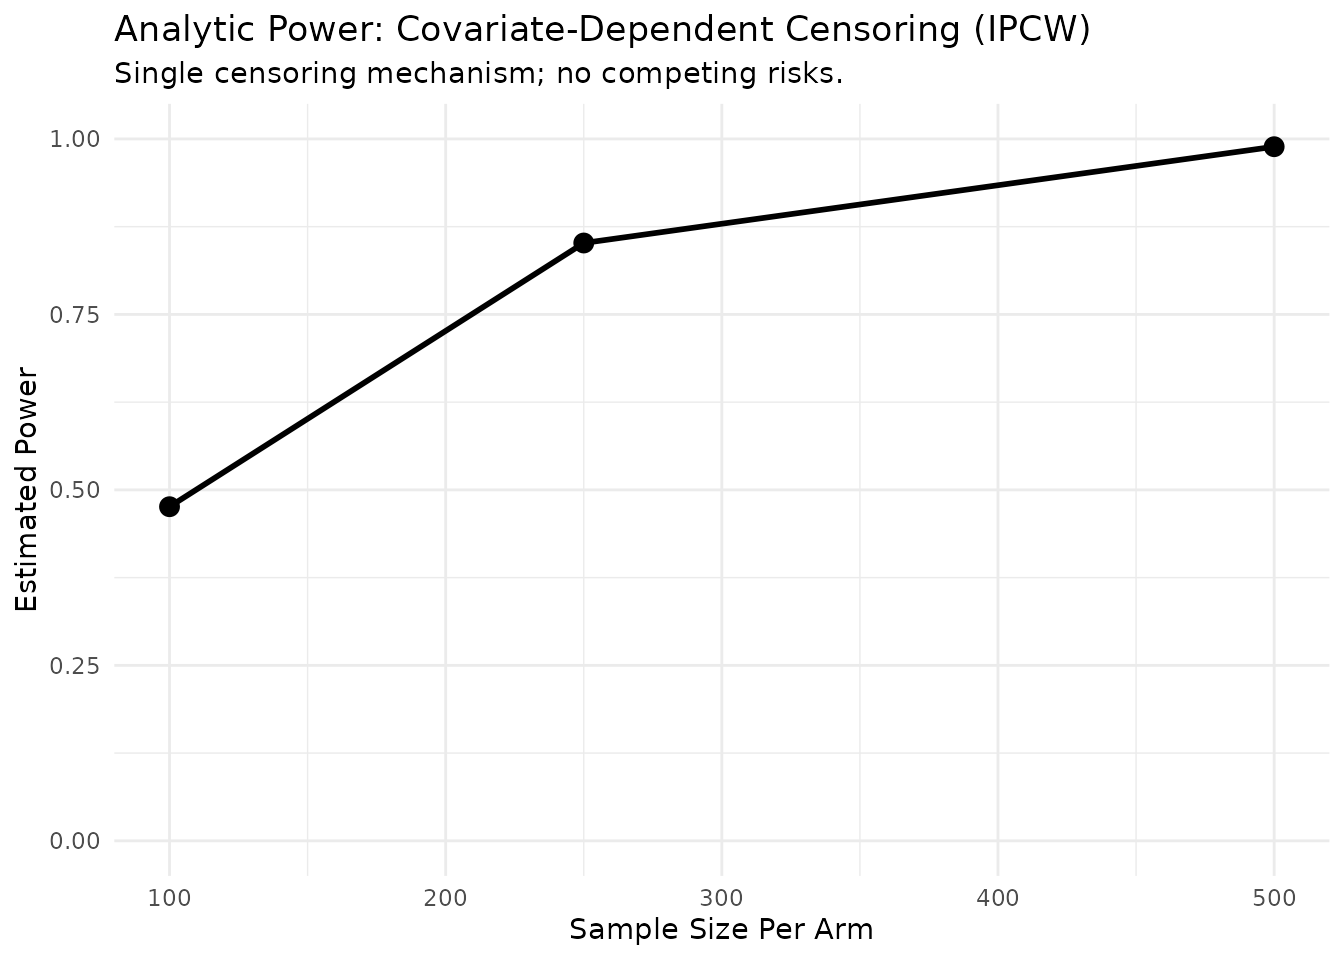 Analytic Power: Covariate-Dependent Censoring (IPCW)
Single censoring mechanism; no competing risks.
Estimated Power
1.00
0.75
0.50
0.25
0.00
100 200 300 400 500
Sample Size Per Arm